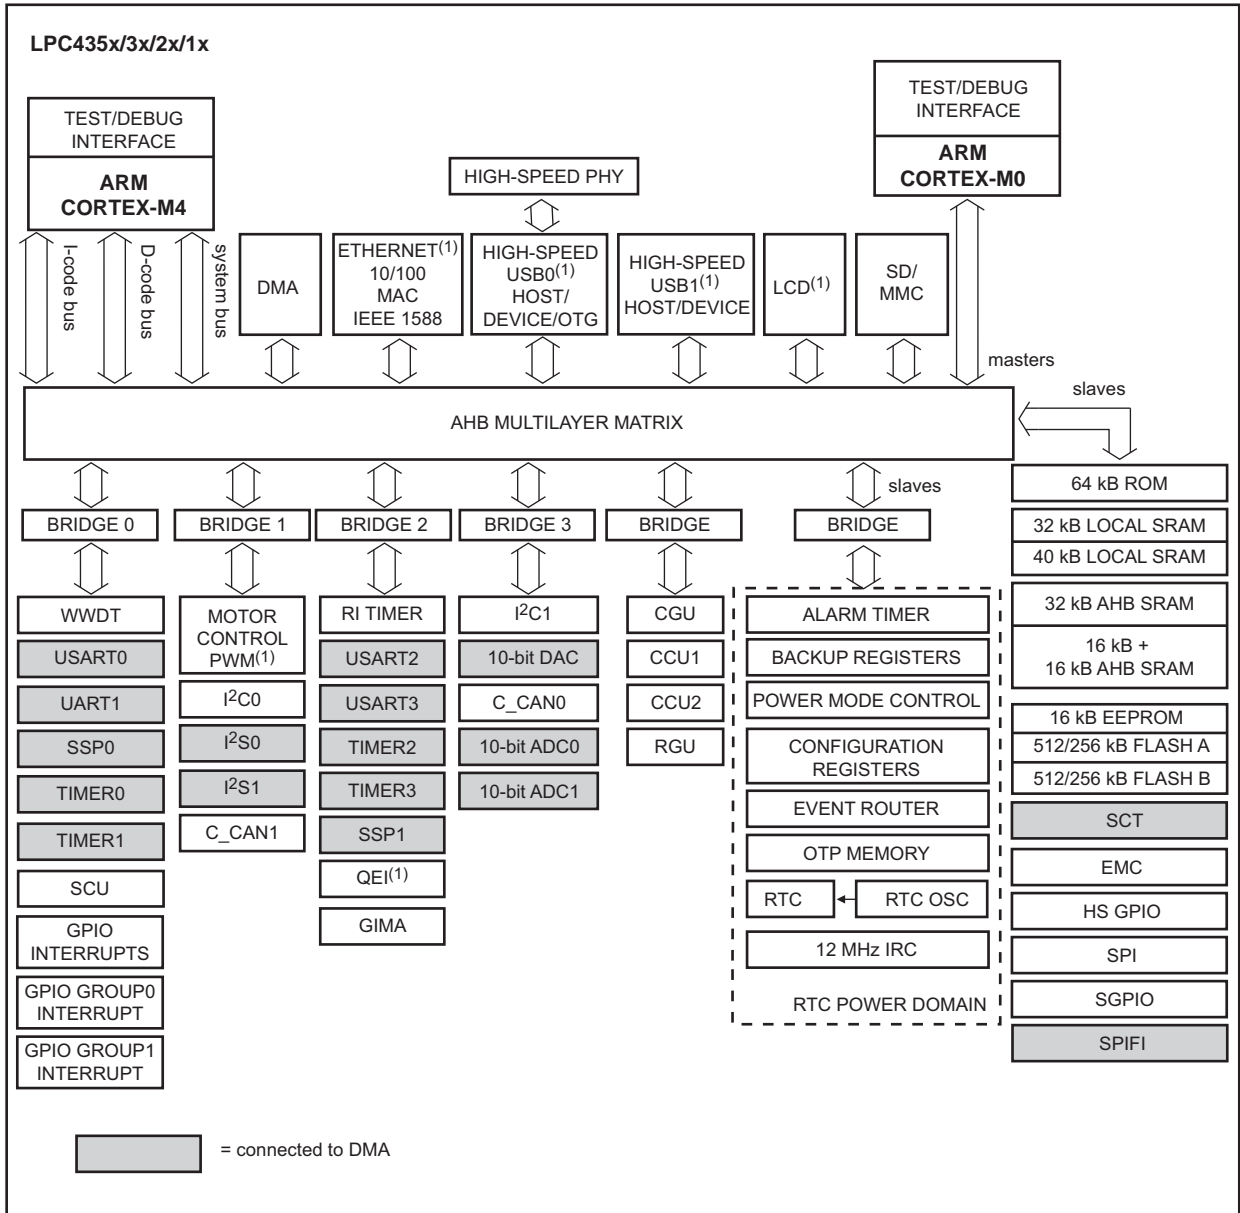 LPC435x/3x/2x/1x
TEST/DEBUG
INTERFACE
ARM
CORTEX-M4
TEST/DEBUG
INTERFACE
ARM
CORTEX-M0
HIGH-SPEED PHY
I-code bus
D-code bus
system bus
DMA
ETHERNET(1)
10/100
MAC
IEEE 1588
HIGH-SPEED
USB0(1)
HOST/
DEVICE/OTG
HIGH-SPEED
USB1(1)
HOST/DEVICE
LCD(1)
SD/
MMC
masters
slaves
AHB MULTILAYER MATRIX
slaves
BRIDGE 0
BRIDGE 1
BRIDGE 2
BRIDGE 3
BRIDGE
BRIDGE
WWDT
USART0
UART1
SSP0
TIMER0
TIMER1
SCU
GPIO
INTERRUPTS
GPIO GROUP0
INTERRUPT
GPIO GROUP1
INTERRUPT
MOTOR
CONTROL
PWM(1)
I2C0
I2S0
I2S1
C_CAN1
RI TIMER
USART2
USART3
TIMER2
TIMER3
SSP1
QEI(1)
GIMA
I2C1
10-bit DAC
C_CAN0
10-bit ADC0
10-bit ADC1
CGU
CCU1
CCU2
RGU
ALARM TIMER
BACKUP REGISTERS
POWER MODE CONTROL
CONFIGURATION
REGISTERS
EVENT ROUTER
OTP MEMORY
RTC
RTC OSC
12 MHz IRC
RTC POWER DOMAIN
64 kB ROM
32 kB LOCAL SRAM
40 kB LOCAL SRAM
32 kB AHB SRAM
16 kB +
16 kB AHB SRAM
16 kB EEPROM
512/256 kB FLASH A
512/256 kB FLASH B
SCT
EMC
HS GPIO
SPI
SGPIO
SPIFI
= connected to DMA